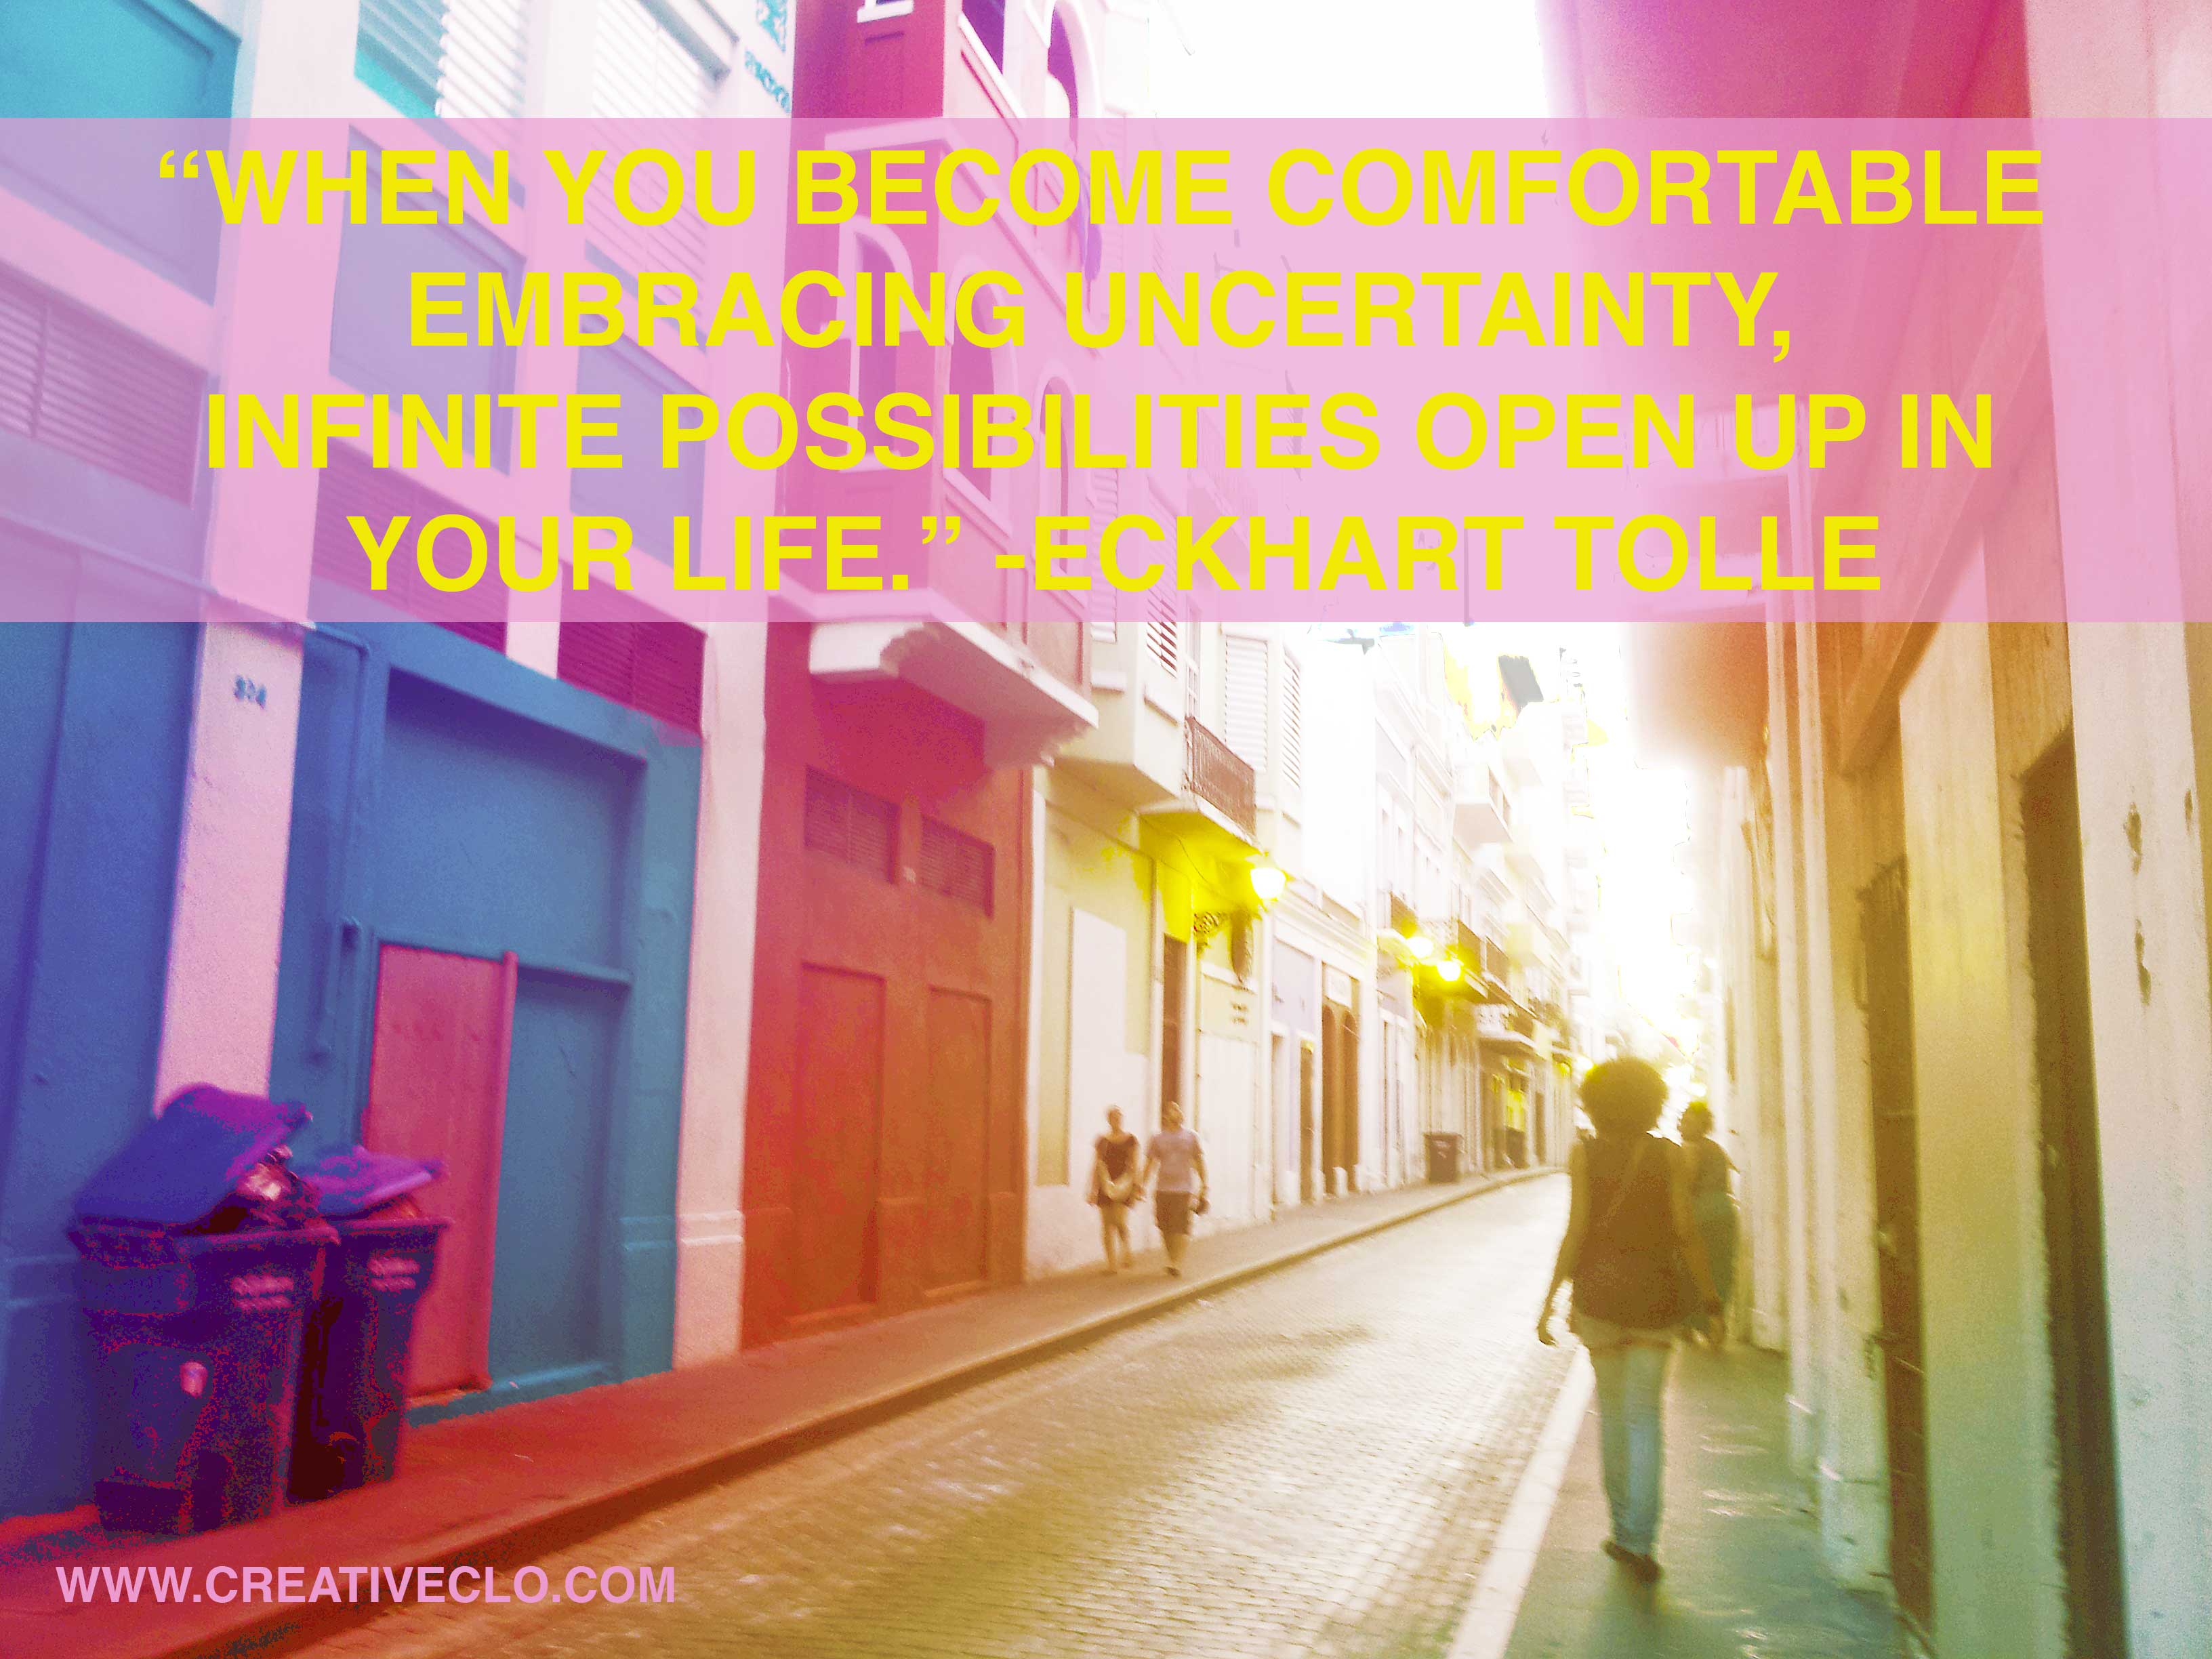 “WHEN YOU BECOME COMFORTABLE
EMBRACING UNCERTAINTY,
INFINITE POSSIBILITIES OPEN UP IN
YOUR LIFE.” -ECKHART TOLLE
WWW.CREATIVECLO.COM